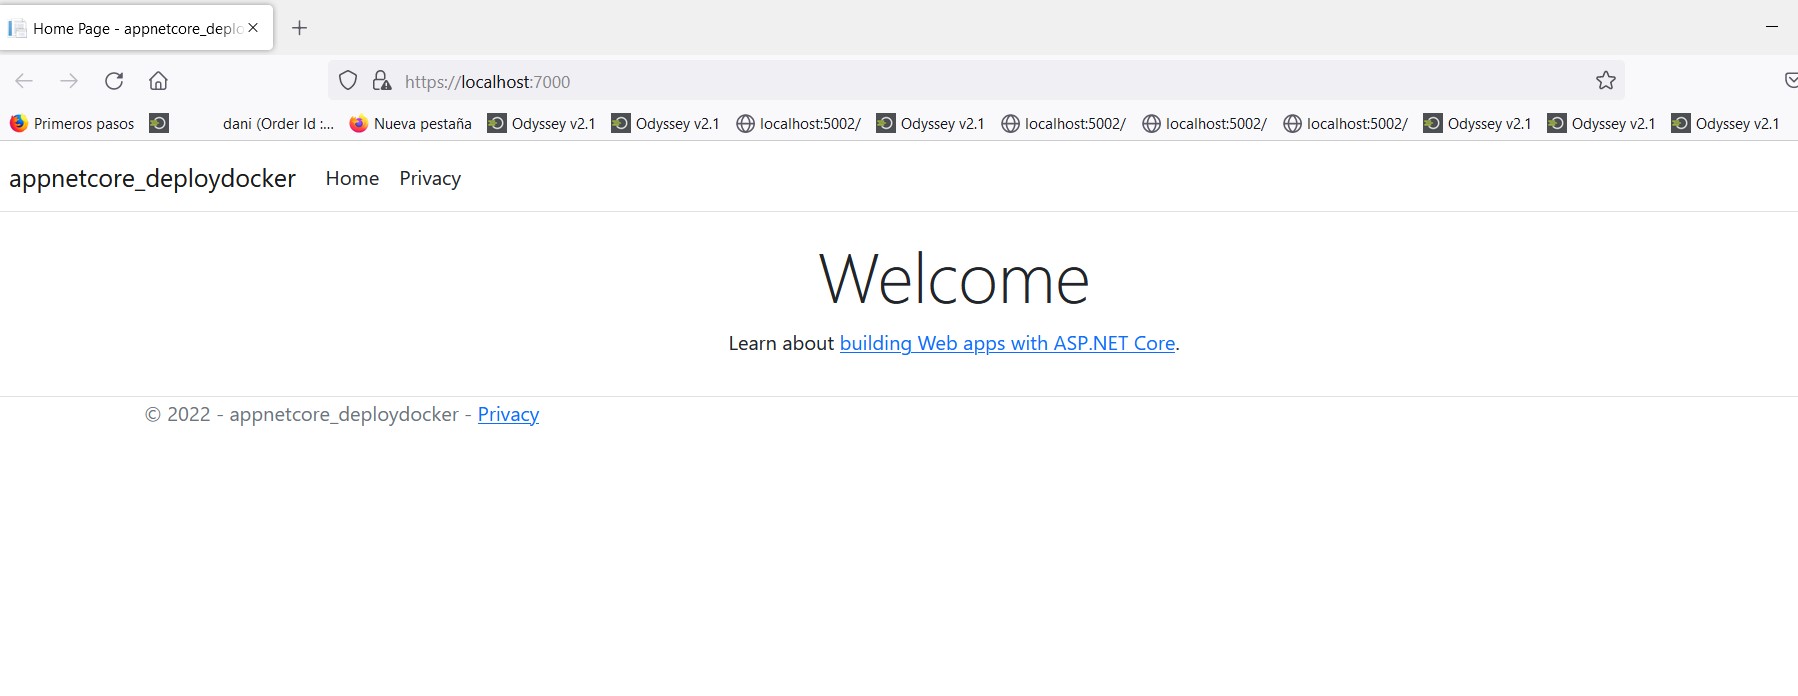 Home Page - appnetcore_deplo
https://localhost:7000
Primeros pasos dani (Order Id :... Nueva pestaña Odyssey v2.1 Odyssey v2.1 localhost:5002/ Odyssey v2.1 localhost:5002/ localhost:5002/ localhost:5002/ Odyssey v2.1 Odyssey v2.1 Odyssey v2.1
appnetcore_deploydocker Home Privacy
Welcome
Learn about building Web apps with ASP.NET Core.
© 2022 - appnetcore_deploydocker - Privacy